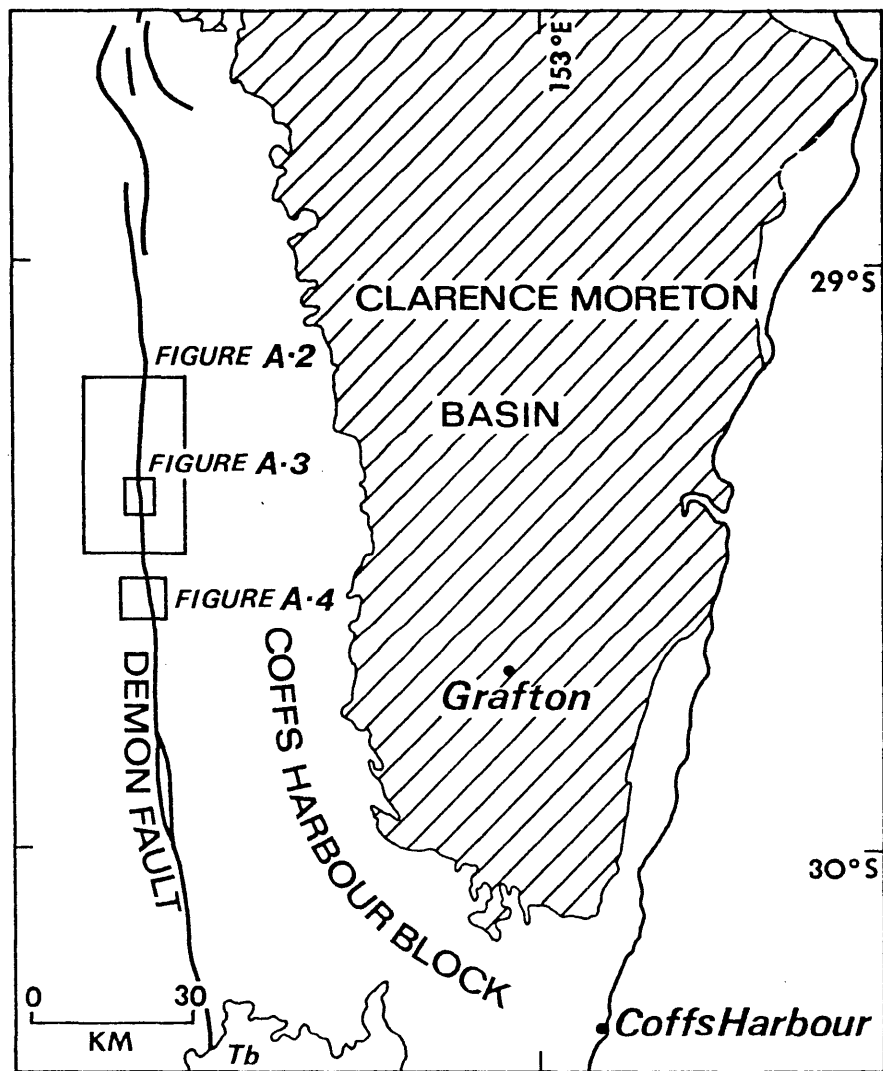 153°E
29°S
CLARENCE MORETON
BASIN
FIGURE A·2
FIGURE A·3
FIGURE A·4
Grafton
DEMON FAULT
COFFS HARBOUR BLOCK
30°S
0 30
KM
Tb
Coffs Harbour